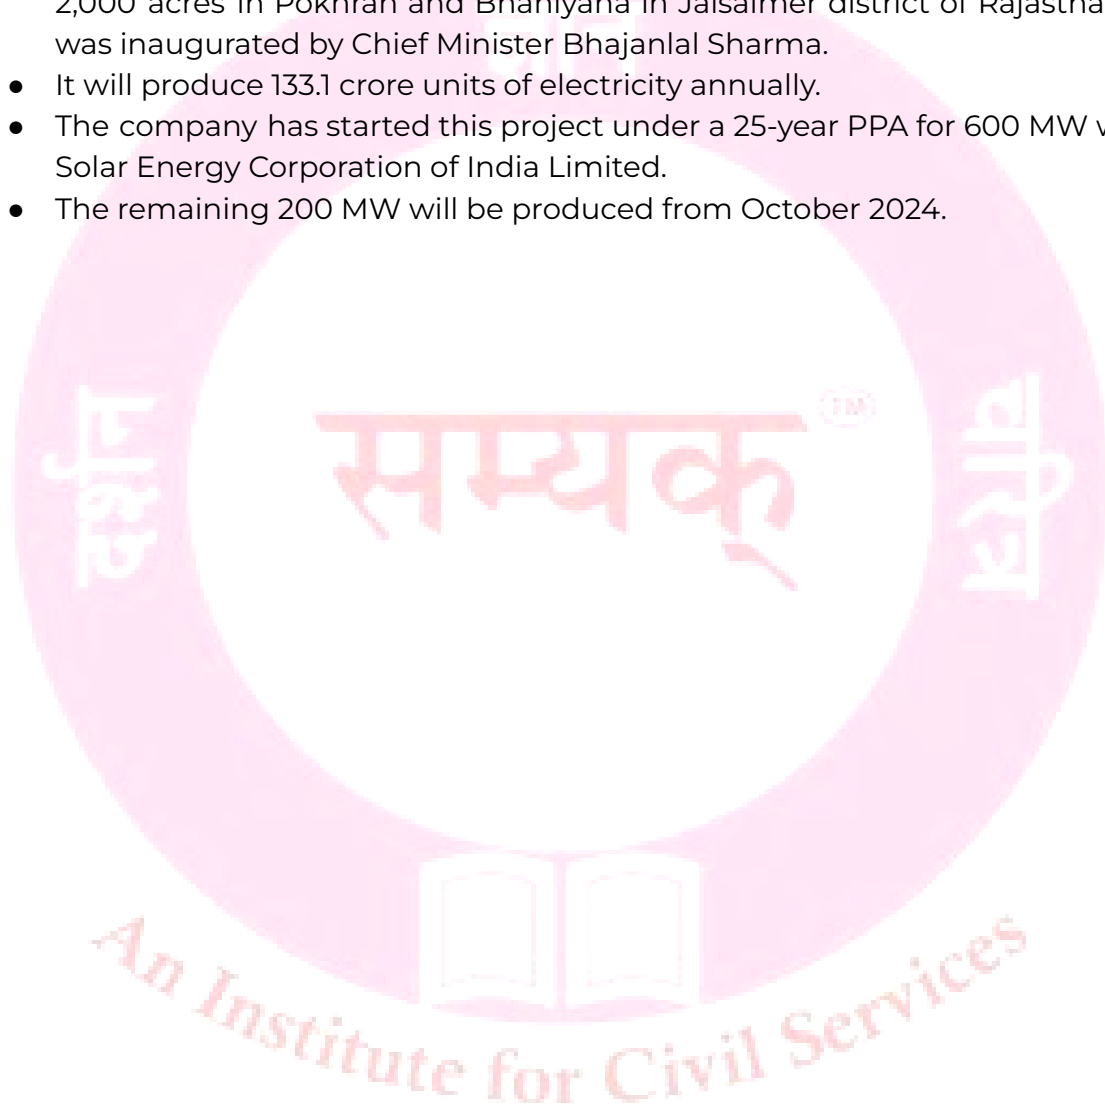 2,000 acres in Pokhran and Bhaniyana in Jaisalmer district of
was inaugurated by Chief Minister Bhajanlal Sharma.
● It will produce 133.1 crore units of electricity annually.
● The company has started this project under a 25-year PPA for 600 MW
Solar Energy Corporation of India Limited.
● The remaining 200 MW will be produced from October 2024.
ज्ञान
दर्शन
सम्यक्
TM
चारित्र
An Institute for Civil Services